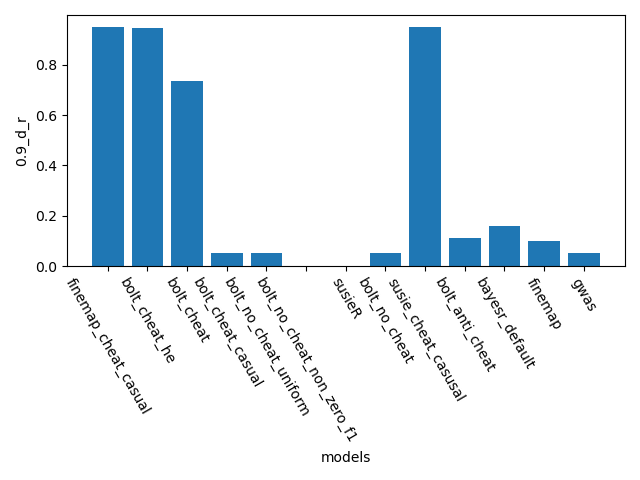 0.9_d_r
0.8
0.6
0.4
0.2
0.0
finemap_cheat_casual
bolt_cheat_he
bolt_cheat
bolt_cheat_casual
bolt_no_cheat_uniform
bolt_no_cheat_non_zero_f1
susieR
bolt_no_cheat
susie_cheat_casusal
bolt_anti_cheat
bayesr_default
finemap
gwas
models